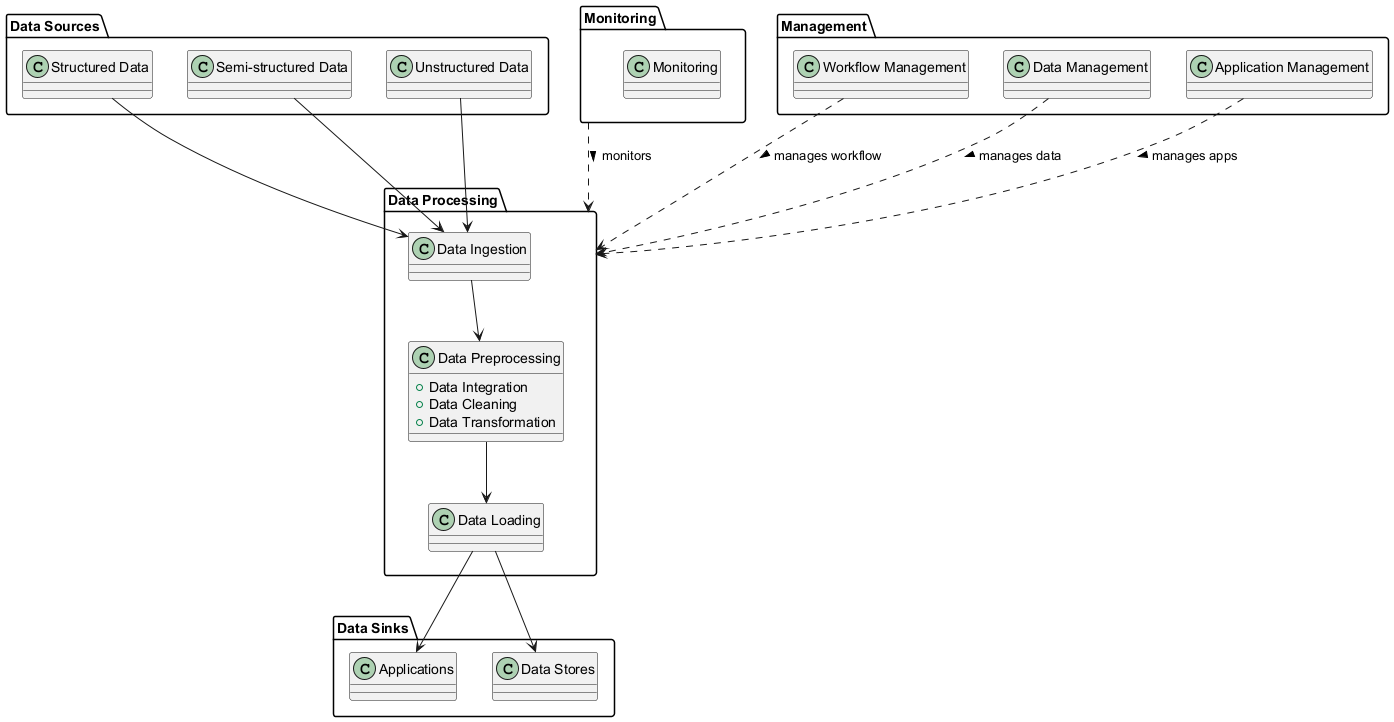 Data Sources
C Structured Data
C Semi-structured Data
C Unstructured Data
Monitoring
C Monitoring
Management
C Workflow Management
C Data Management
C Application Management
monitors
manages workflow
manages data
manages apps
Data Processing
C Data Ingestion
C Data Preprocessing
Data Integration
Data Cleaning
Data Transformation
C Data Loading
Data Sinks
C Applications
C Data Stores